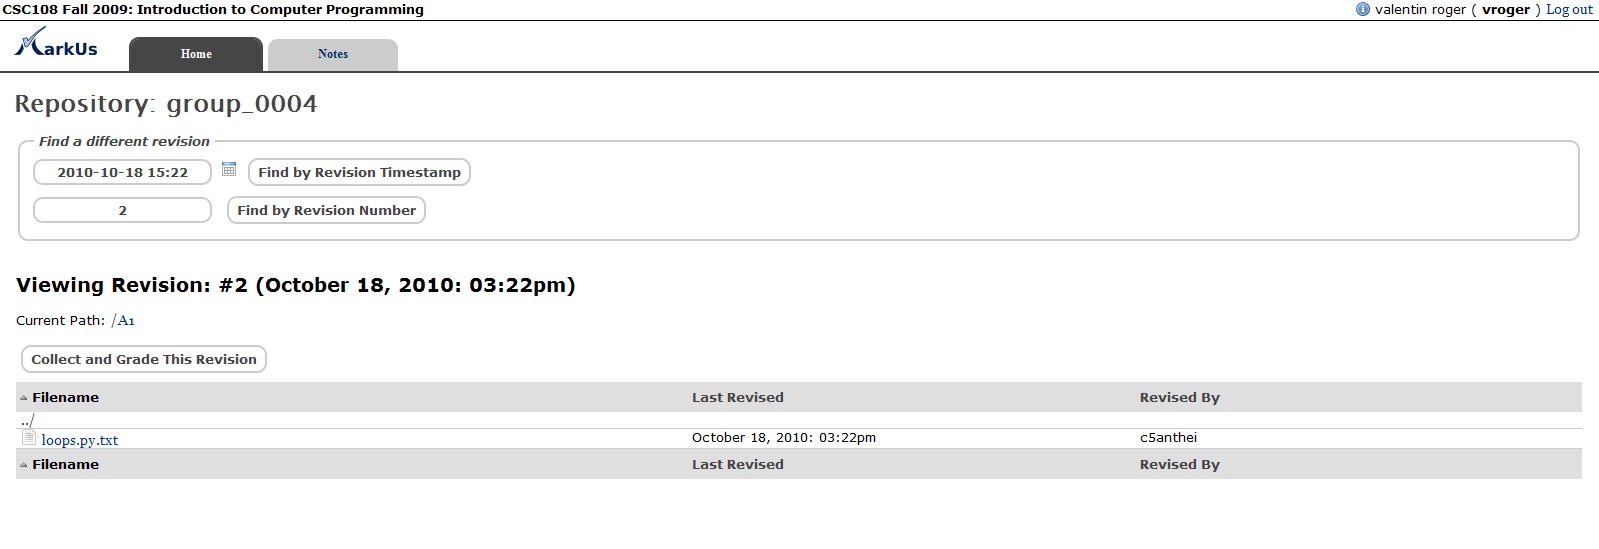 CSC108 Fall 2009: Introduction to Computer Programming
valentin roger ( vroger ) Log out
MarkUs
Home
Notes
Repository: group_0004
Find a different revision
2010-10-18 15:22 Find by Revision Timestamp
2 Find by Revision Number
Viewing Revision: #2 (October 18, 2010: 03:22pm)
Current Path: /A1
Collect and Grade This Revision
Filename Last Revised Revised By
../
loops.py.txt October 18, 2010: 03:22pm c5anthei
Filename Last Revised Revised By